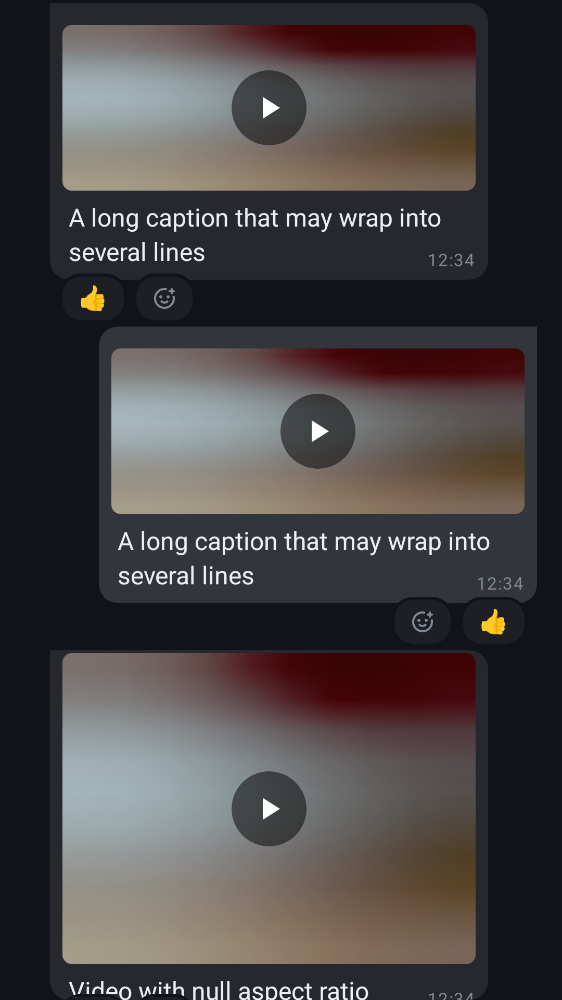 A long caption that may wrap into
several lines
12:34
A long caption that may wrap into
several lines
12:34
Video with null aspect ratio
12:34